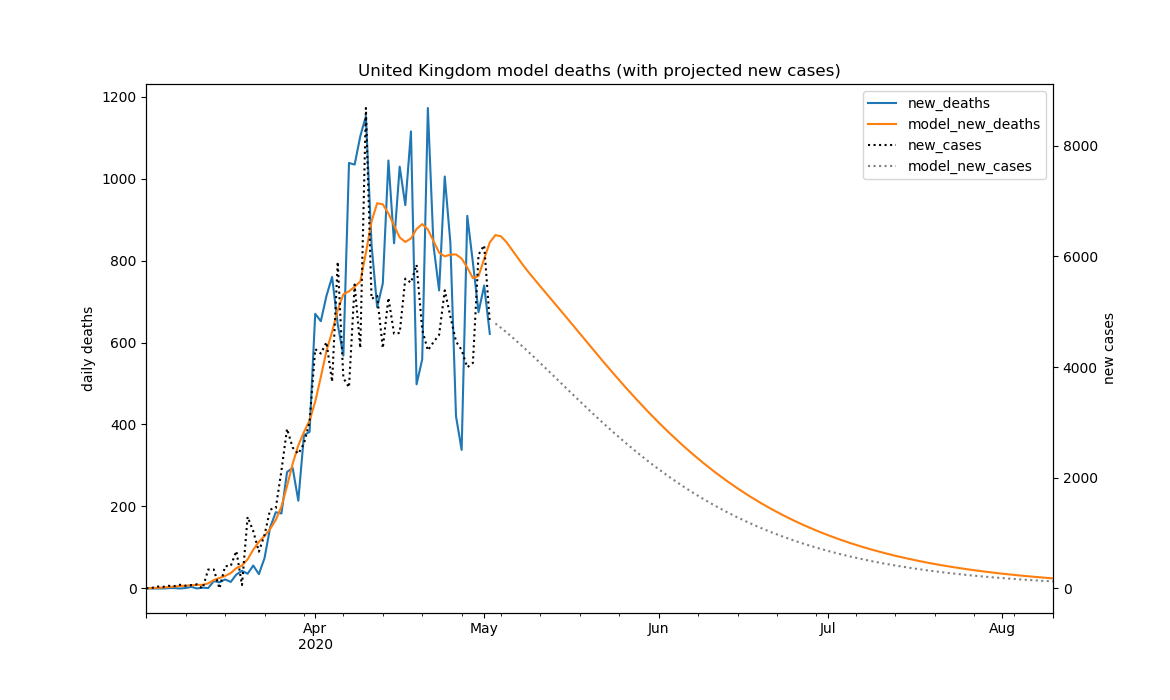 United Kingdom model deaths (with projected new cases)
1200
1000
800
600
400
200
0
daily deaths
new_deaths
model_new_deaths
new_cases
model_new_cases
8000
6000
4000
2000
0
new cases
Apr
2020
May
Jun
Jul
Aug